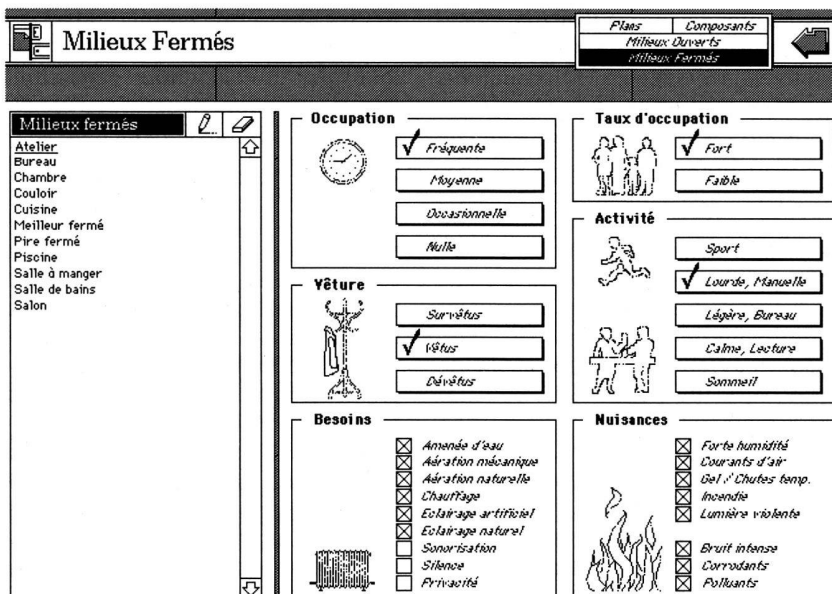 Milieux Fermés
Plans Composants
Milieux Ouverts
Milieux Fermés
Milieux fermés
Atelier
Bureau
Chambre
Couloir
Cuisine
Meilleur fermé
Pire fermé
Piscine
Salle à manger
Salle de bains
Salon
Occupation
Fréquente
Moyenne
Occasionnelle
Nulle
Vêture
Survêtus
Vêtus
Dévêtus
Besoins
Amenée d'eau
Aération mécanique
Aération naturelle
Chauffage
Eclairage artificiel
Eclairage naturel
Sonorisation
Silence
Privacité
Taux d'occupation
Fort
Faible
Activité
Sport
Lourde, Manuelle
Légère, Bureau
Calme, Lecture
Sommeil
Nuisances
Forte humidité
Courants d'air
Gel / Chutes temp.
Incendie
Lumière violente
Bruit intense
Corrodants
Polluants